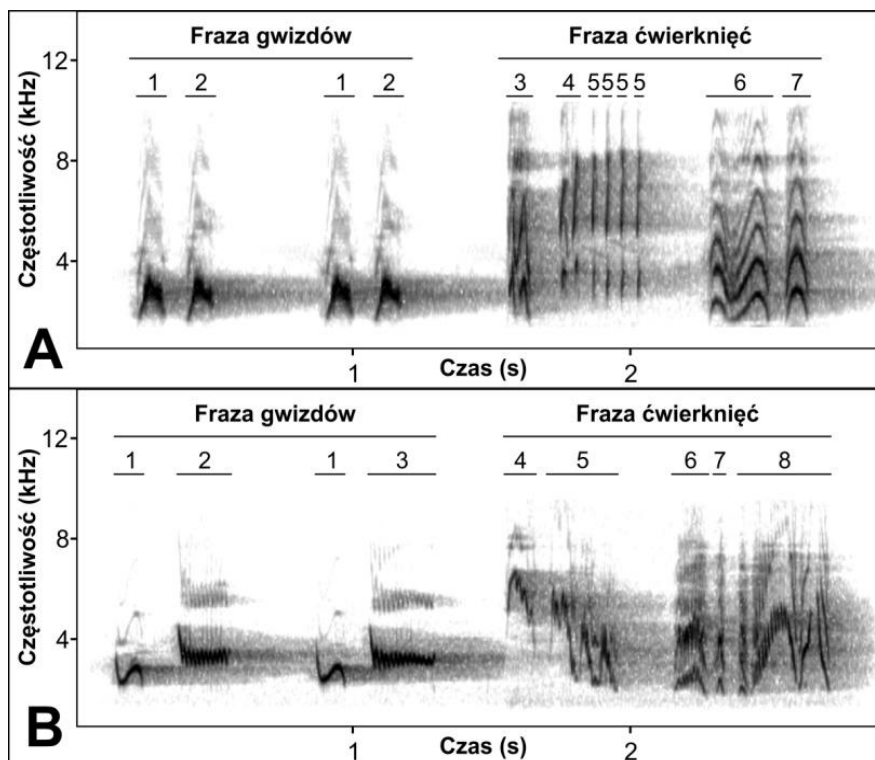 Fraza gwizdów Fraza ćwierknięć
12
1 2 1 2 3 4 5 5 5 5 6 7
8
4
Częstotliwość (kHz)
A
1 Czas (s) 2
Fraza gwizdów Fraza ćwierknięć
12
1 2 1 3 4 5 6 7 8
8
4
Częstotliwość (kHz)
B
1 Czas (s) 2